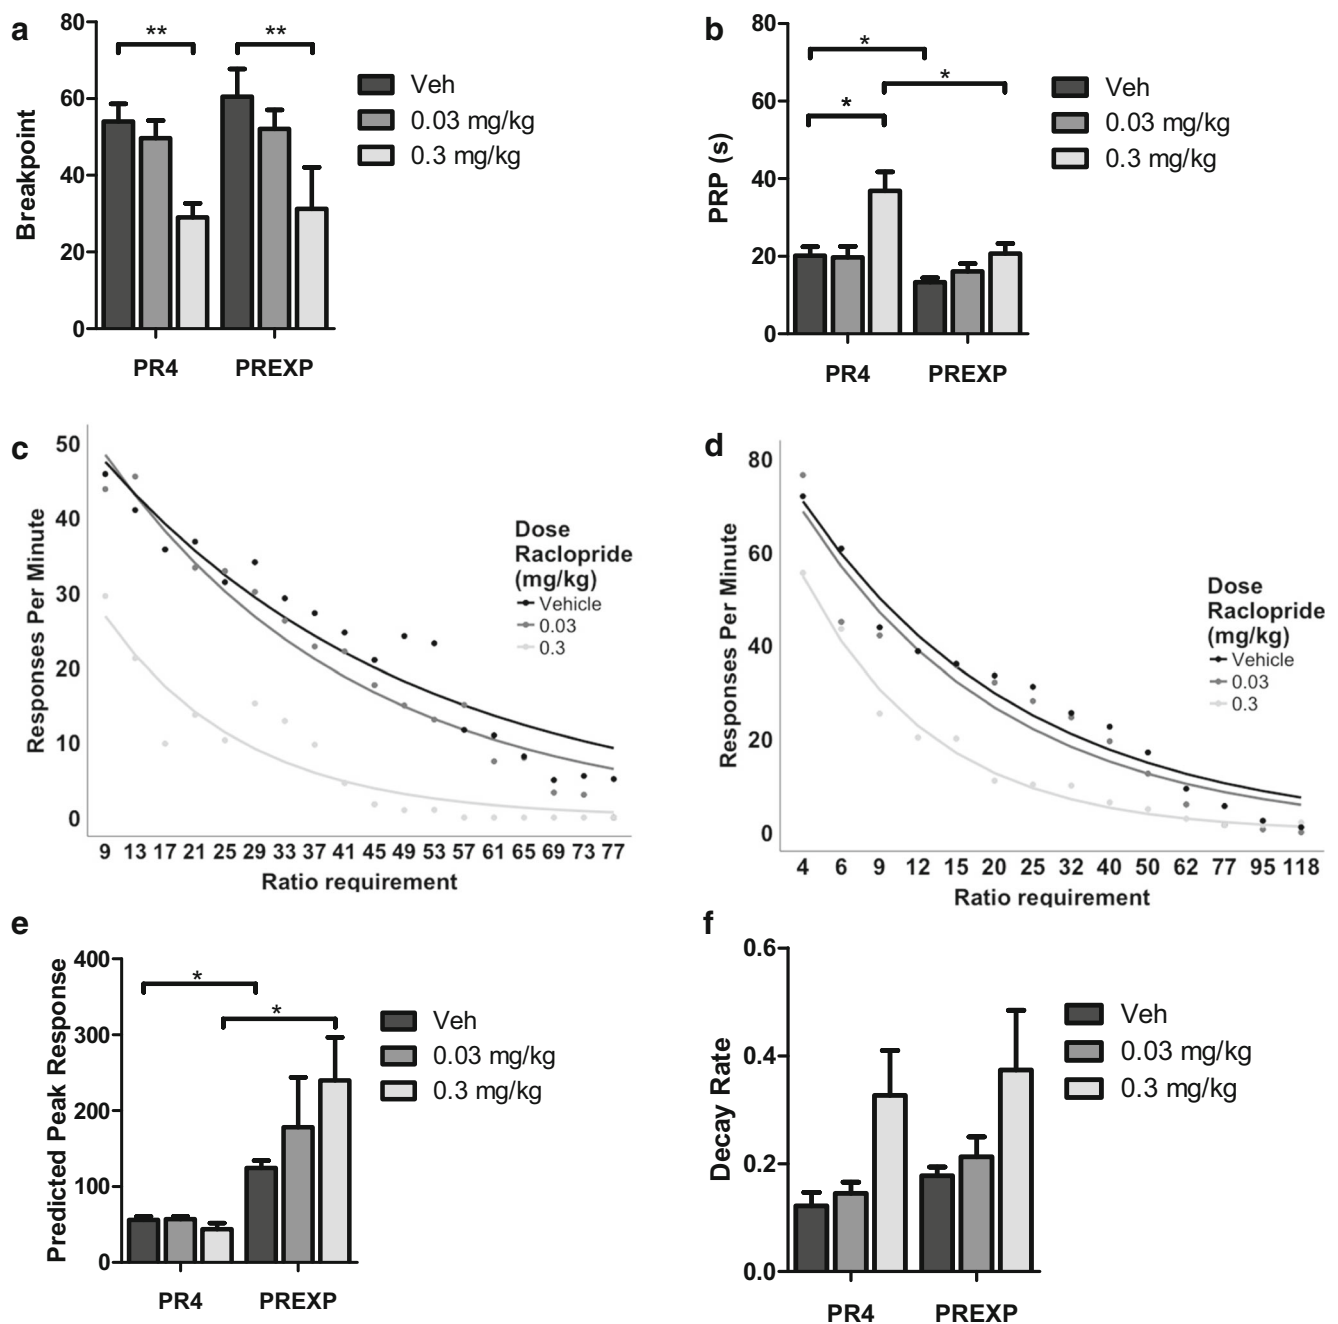 a
80
60
40
20
0
Breakpoint
**
**
PR4
PREXP
Veh
0.03 mg/kg
0.3 mg/kg
b
80
60
40
20
0
PRP (s)
*
*
*
PR4
PREXP
Veh
0.03 mg/kg
0.3 mg/kg
c
50
40
30
20
10
0
Responses Per Minute
9 13 17 21 25 29 33 37 41 45 49 53 57 61 65 69 73 77
Ratio requirement
Dose
Raclopride
(mg/kg)
Vehicle
0.03
0.3
d
80
60
40
20
0
Responses Per Minute
4 6 9 12 15 20 25 32 40 50 62 77 95 118
Ratio requirement
Dose
Raclopride
(mg/kg)
Vehicle
0.03
0.3
e
400
300
200
100
0
Predicted Peak Response
*
*
PR4
PREXP
Veh
0.03 mg/kg
0.3 mg/kg
f
0.6
0.4
0.2
0.0
Decay Rate
PR4
PREXP
Veh
0.03 mg/kg
0.3 mg/kg